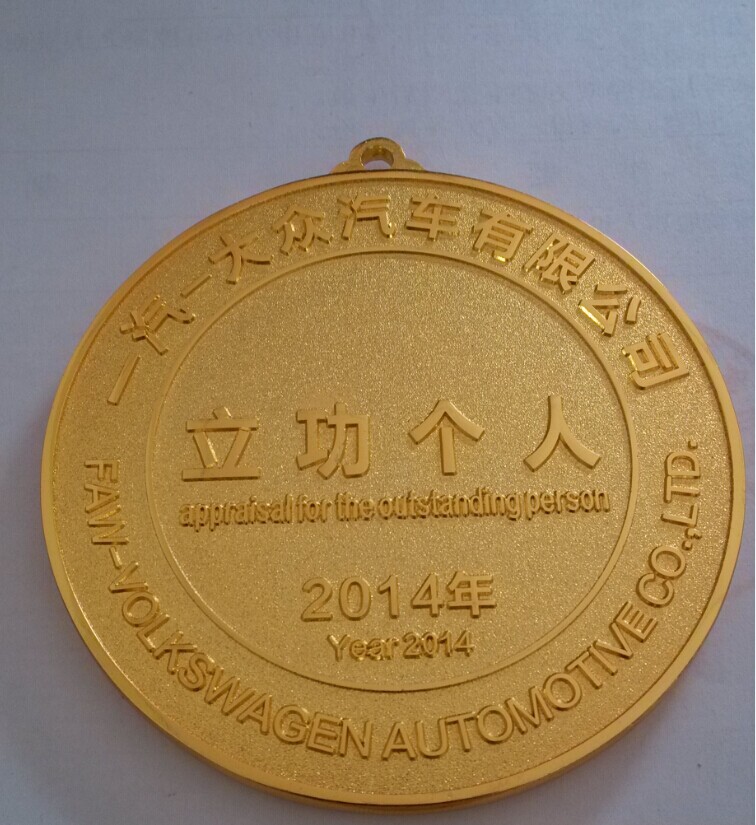 一汽-大众汽车有限公司
立功个人
appraisal for the outstanding person
2014年
Year 2014
FAW-VOLKSWAGEN AUTOMOTIVE CO.,LTD.